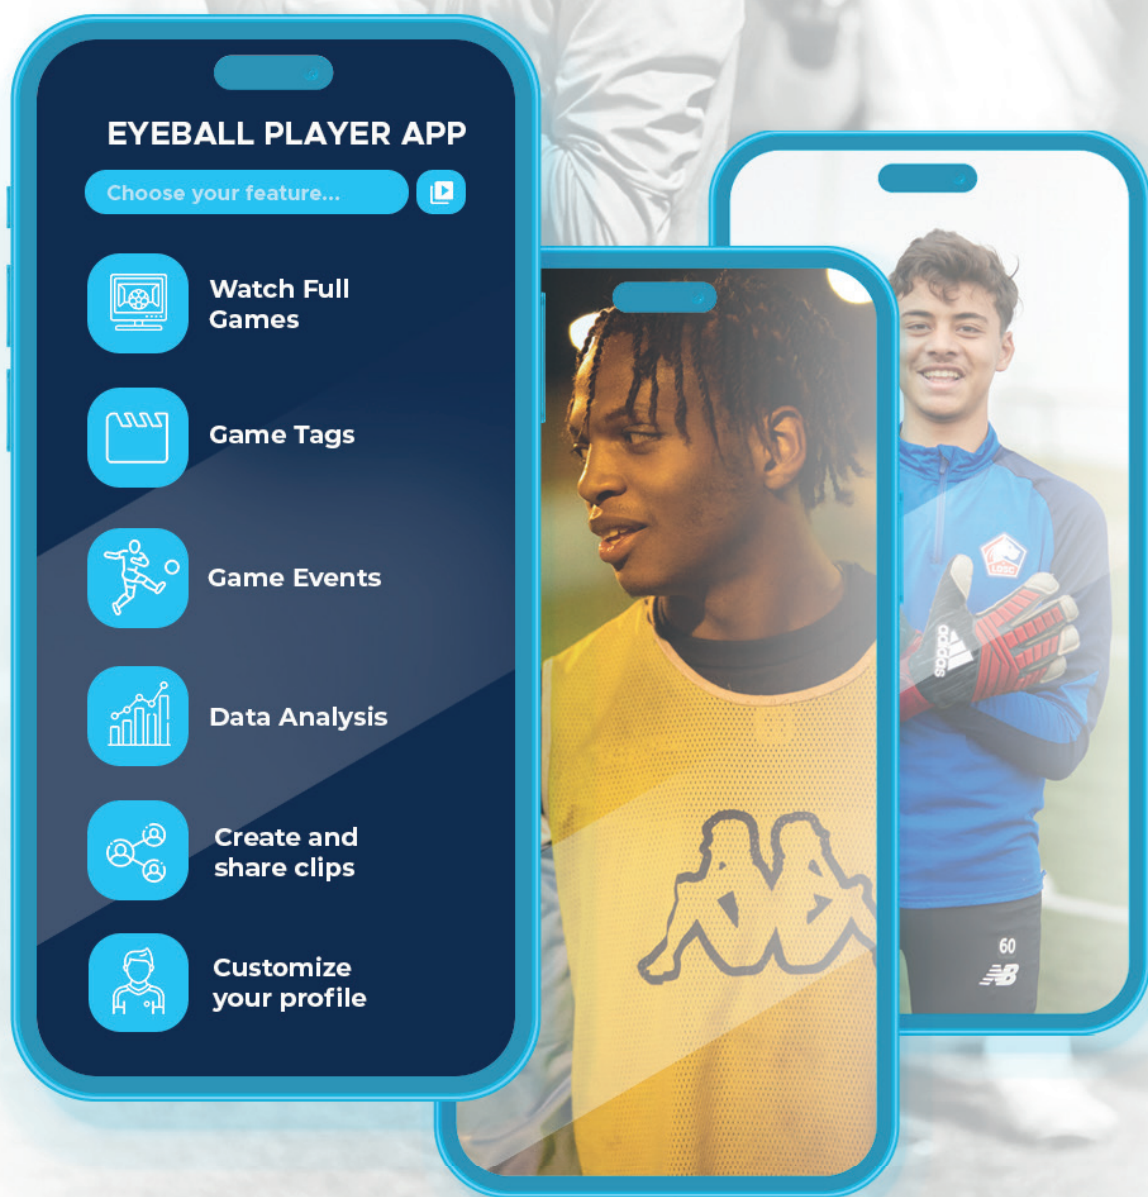 EYEBALL PLAYER APP
Choose your feature...
Watch Full
Games
Game Tags
Game Events
Data Analysis
Create and
share clips
Customize
your profile
LOSC
adidas
60
NB